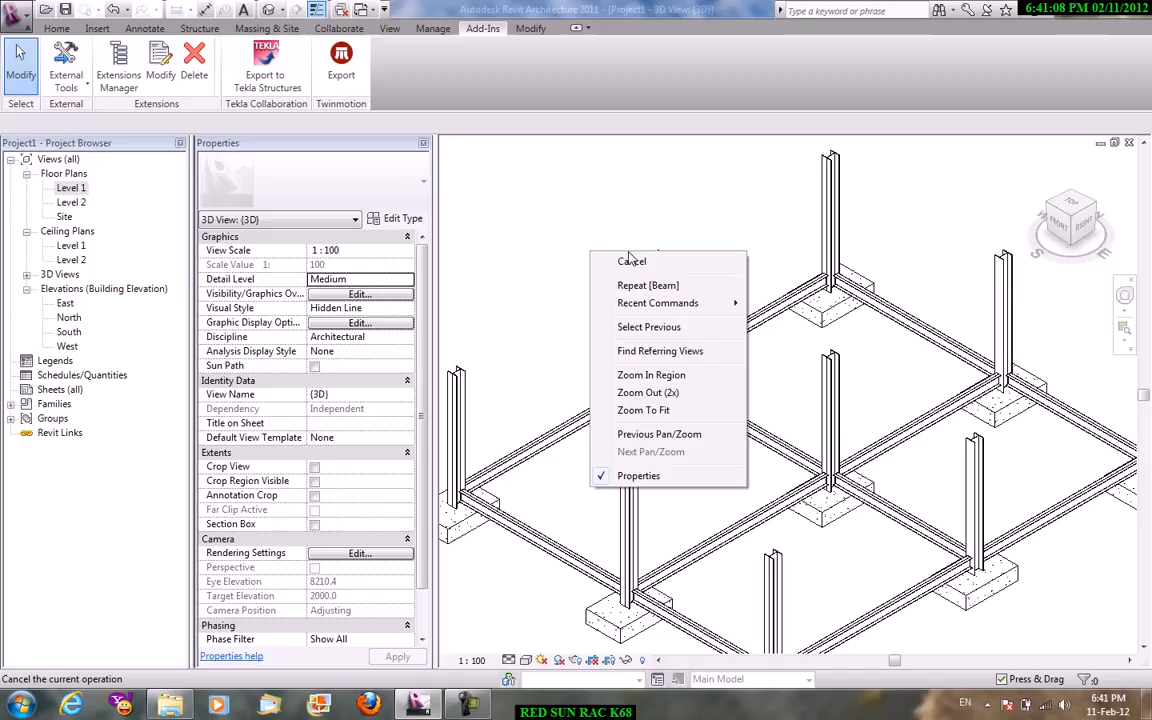 Autodesk Revit Architecture 2011 - [Project1 - 3D View: {3D}]
Type a keyword or phrase
6:41:08 PM 02/11/2012
Home Insert Annotate Structure Massing & Site Collaborate View Manage Add-Ins Modify
Modify
External
Tools
Extensions
Manager
Modify
Delete
Export to
Tekla Structures
Export
Select
External
Extensions
Tekla Collaboration
Twinmotion
Project1 - Project Browser
Views (all)
Floor Plans
Level 1
Level 2
Site
Ceiling Plans
Level 1
Level 2
3D Views
Elevations (Building Elevation)
East
North
South
West
Legends
Schedules/Quantities
Sheets (all)
Families
Groups
Revit Links
Properties
3D View: {3D}
Edit Type
Graphics
View Scale 1 : 100
Scale Value 1: 100
Detail Level Medium
Visibility/Graphics Ov... Edit...
Visual Style Hidden Line
Graphic Display Opti... Edit...
Discipline Architectural
Analysis Display Style None
Sun Path
Identity Data
View Name {3D}
Dependency Independent
Title on Sheet
Default View Template None
Extents
Crop View
Crop Region Visible
Annotation Crop
Far Clip Active
Section Box
Camera
Rendering Settings Edit...
Perspective
Eye Elevation 8210.4
Target Elevation 2000.0
Camera Position Adjusting
Phasing
Phase Filter Show All
Properties help
Apply
Cancel
Repeat [Beam]
Recent Commands
Select Previous
Find Referring Views
Zoom In Region
Zoom Out (2x)
Zoom To Fit
Previous Pan/Zoom
Next Pan/Zoom
Properties
TOP
FRONT
RIGHT
W
S
E
1 : 100
Cancel the current operation
Main Model
Press & Drag
:0
EN
6:41 PM
11-Feb-12
RED SUN RAC K68